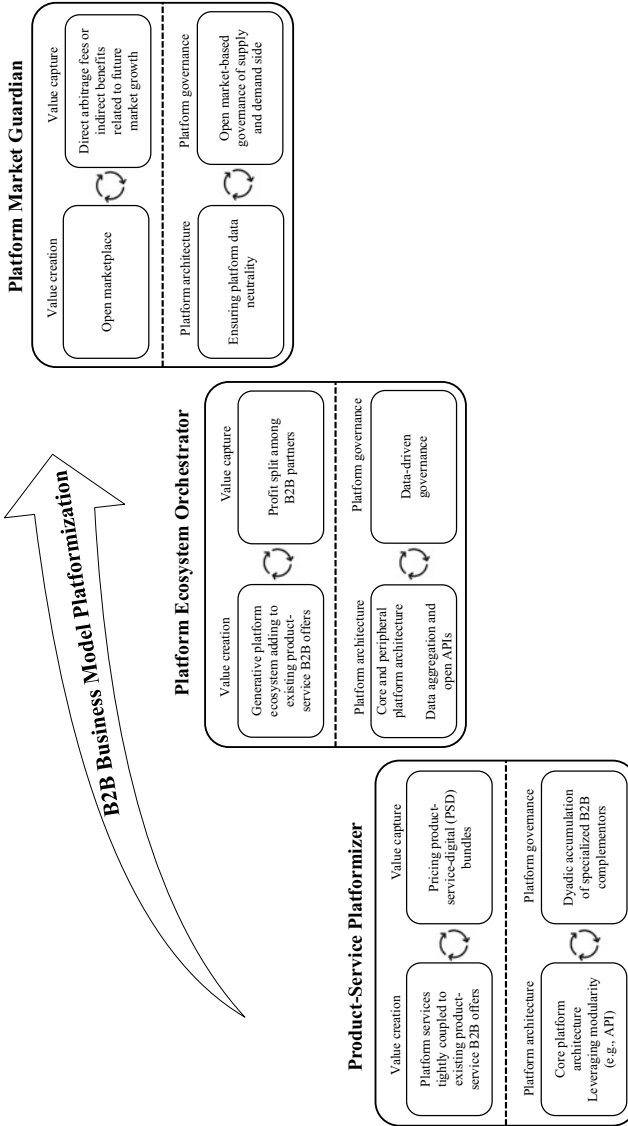 B2B Business Model Platformization
Product-Service Platformizer
Value creation
Platform services
tightly coupled to
existing product-
service B2B offers
Value capture
Pricing product-
service-digital (PSD)
bundles
Platform architecture
Core platform
architecture
Leveraging modularity
(e.g., API)
Platform governance
Dyadic accumulation
of specialized B2B
complementors
Platform Ecosystem Orchestrator
Value creation
Generative platform
ecosystem adding to
existing product-
service B2B offers
Value capture
Profit split among
B2B partners
Platform architecture
Core and peripheral
platform architecture
Data aggregation and
open APIs
Platform governance
Data-driven
governance
Platform Market Guardian
Value creation
Open marketplace
Value capture
Direct arbitrage fees or
indirect benefits
related to future
market growth
Platform architecture
Ensuring platform data
neutrality
Platform governance
Open market-based
governance of supply
and demand side